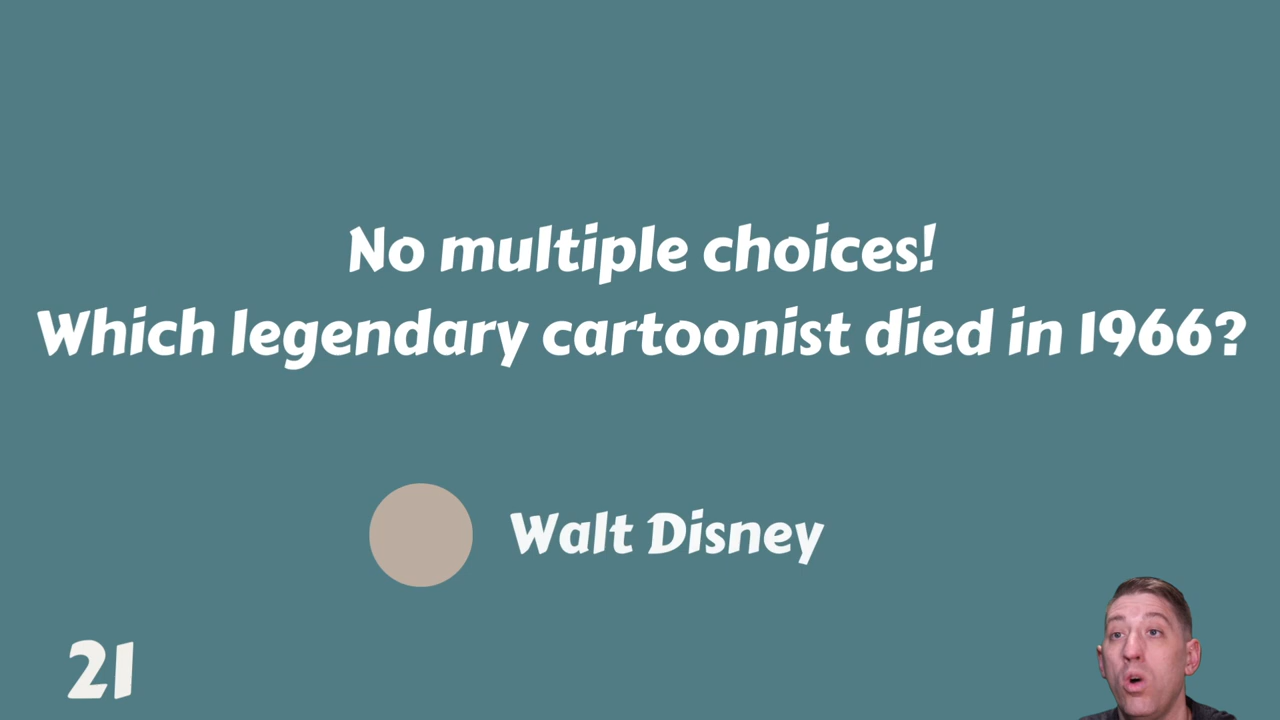 No multiple choices!
Which legendary cartoonist died in 1966?
Walt Disney
21